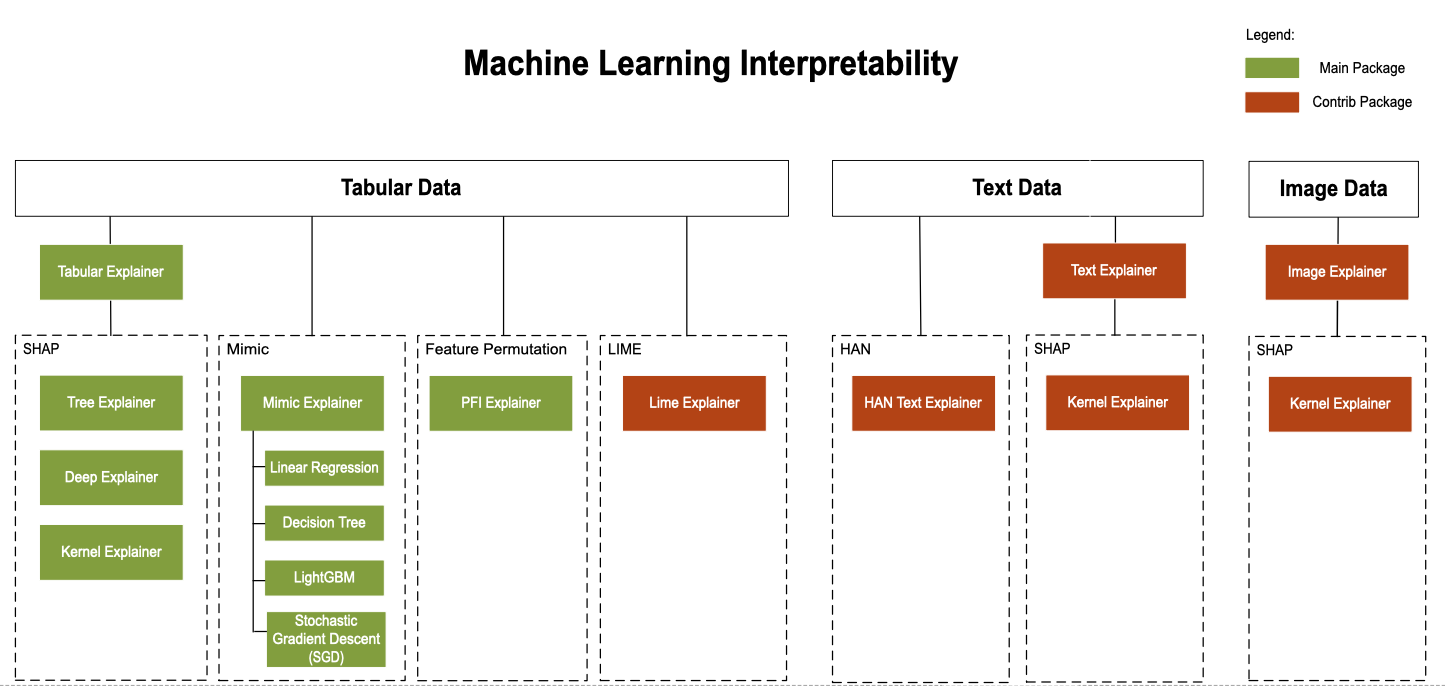 Machine Learning Interpretability
Legend:
Main Package
Contrib Package
Tabular Data
Text Data
Image Data
Tabular Explainer
Text Explainer
Image Explainer
SHAP
Tree Explainer
Deep Explainer
Kernel Explainer
Mimic
Mimic Explainer
Linear Regression
Decision Tree
LightGBM
Stochastic
Gradient Descent
(SGD)
Feature Permutation
PFI Explainer
LIME
Lime Explainer
HAN
HAN Text Explainer
SHAP
Kernel Explainer
SHAP
Kernel Explainer